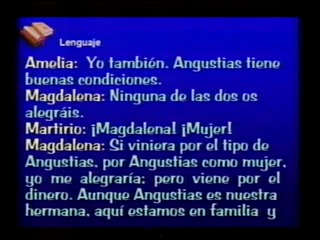 Lenguaje
Amelia: Yo también. Angustias tiene
buenas condiciones.
Magdalena: Ninguna de las dos os
alegráis.
Martirio: ¡Magdalena! ¡Mujer!
Magdalena: Si viniera por el tipo de
Angustias, por Angustias como mujer,
yo me alegraría; pero viene por el
dinero. Aunque Angustias es nuestra
hermana, aquí estamos en familia y